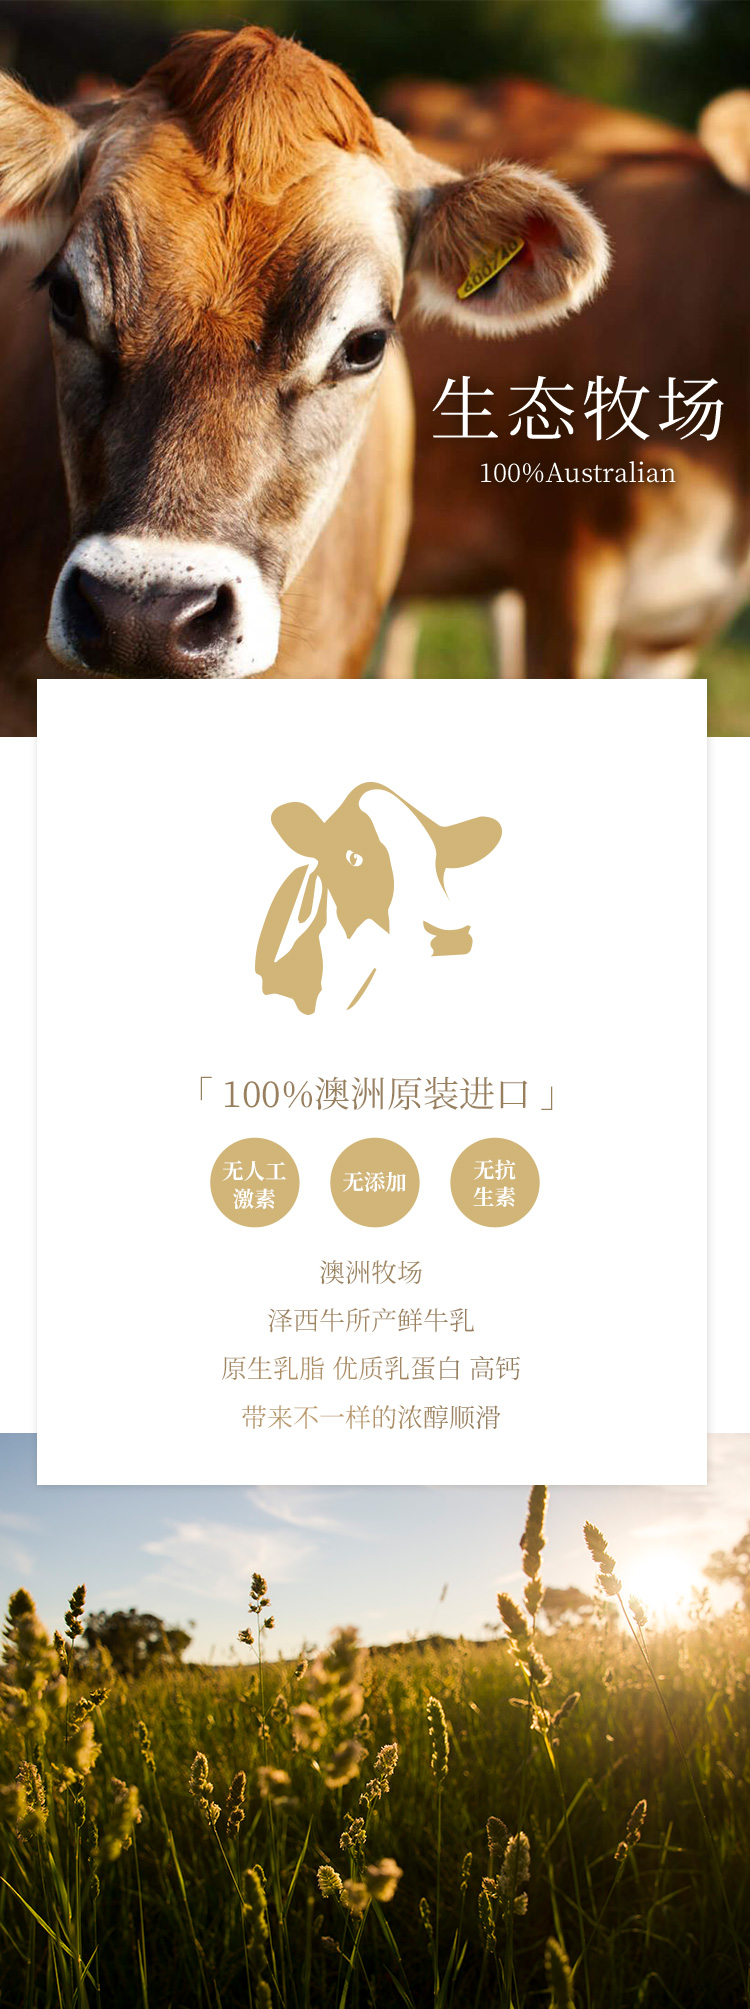 600740
生态牧场
100%Australian
「 100%澳洲原装进口 」
无人工
激素
无添加
无抗
生素
澳洲牧场
泽西牛所产鲜牛乳
原生乳脂 优质乳蛋白 高钙
带来不一样的浓醇顺滑